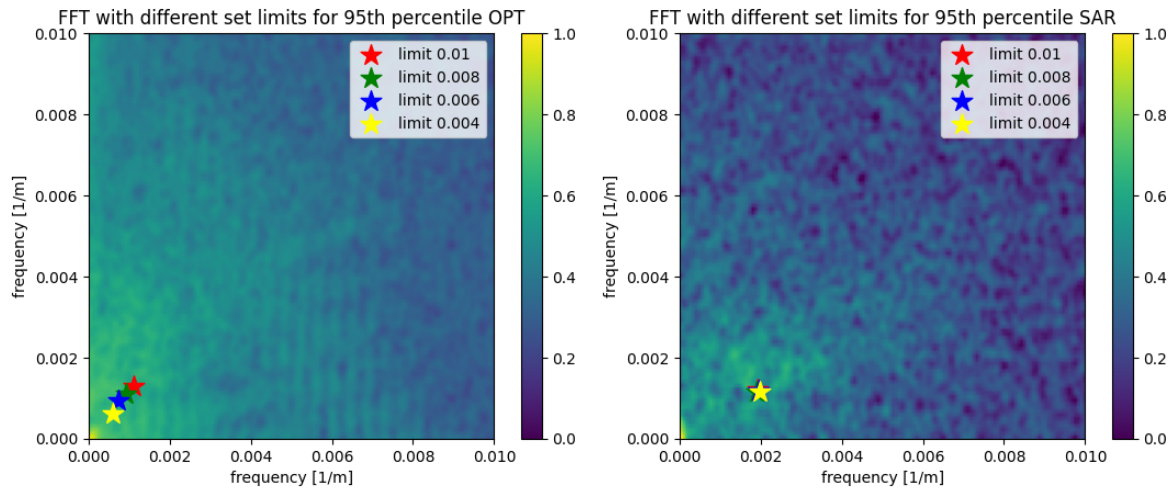 FFT with different set limits for 95th percentile OPT
0.010
0.008
0.006
0.004
0.002
0.000
frequency [1/m]
0.000 0.002 0.004 0.006 0.008 0.010
frequency [1/m]
limit 0.01
limit 0.008
limit 0.006
limit 0.004
1.0
0.8
0.6
0.4
0.2
0.0
FFT with different set limits for 95th percentile SAR
0.010
0.008
0.006
0.004
0.002
0.000
frequency [1/m]
0.000 0.002 0.004 0.006 0.008 0.010
frequency [1/m]
limit 0.01
limit 0.008
limit 0.006
limit 0.004
1.0
0.8
0.6
0.4
0.2
0.0